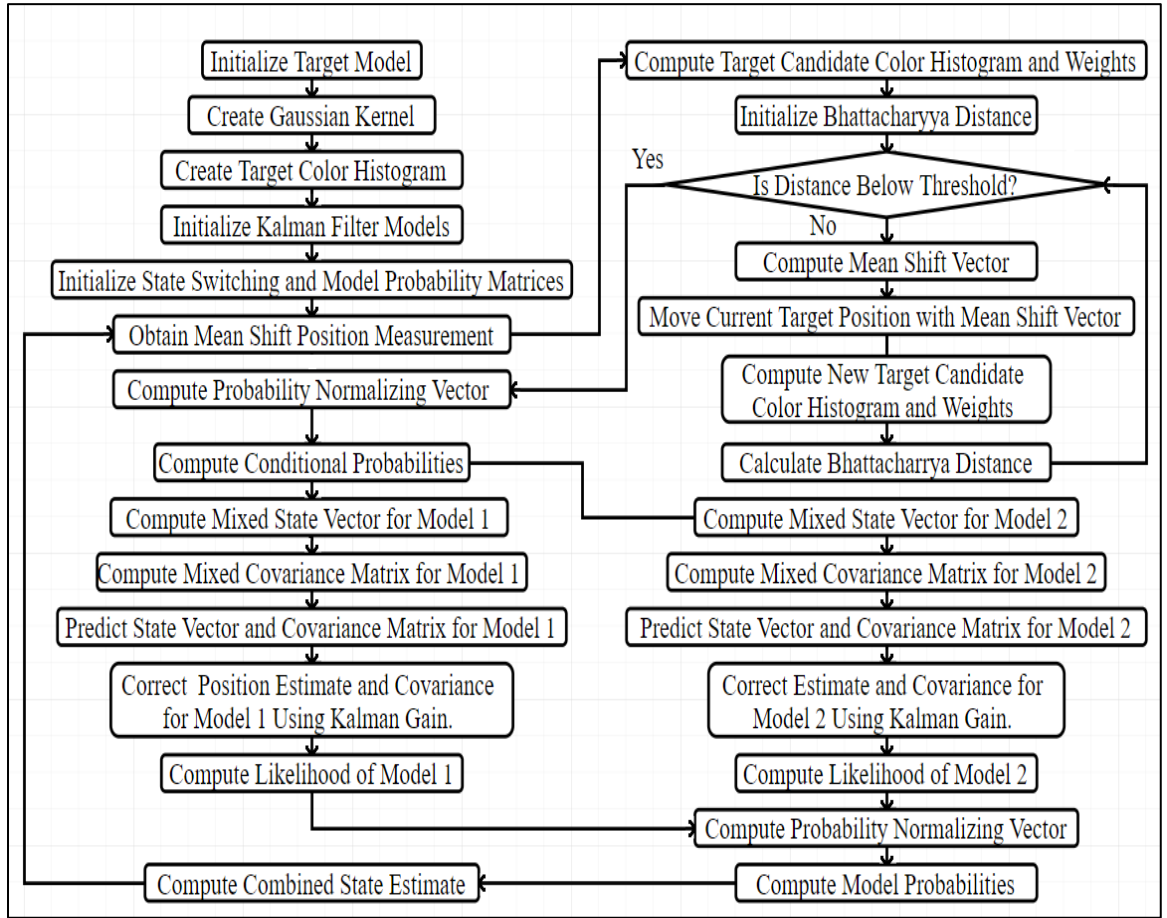 Initialize Target Model
Create Gaussian Kernel
Create Target Color Histogram
Initialize Kalman Filter Models
Initialize State Switching and Model Probability Matrices
Obtain Mean Shift Position Measurement
Compute Target Candidate Color Histogram and Weights
Initialize Bhattacharyya Distance
Is Distance Below Threshold?
Yes
No
Compute Mean Shift Vector
Move Current Target Position with Mean Shift Vector
Compute New Target Candidate
Color Histogram and Weights
Calculate Bhattacharrya Distance
Compute Probability Normalizing Vector
Compute Conditional Probabilities
Compute Mixed State Vector for Model 1
Compute Mixed Covariance Matrix for Model 1
Predict State Vector and Covariance Matrix for Model 1
Correct Position Estimate and Covariance
for Model 1 Using Kalman Gain.
Compute Likelihood of Model 1
Compute Mixed State Vector for Model 2
Compute Mixed Covariance Matrix for Model 2
Predict State Vector and Covariance Matrix for Model 2
Correct Estimate and Covariance for
Model 2 Using Kalman Gain.
Compute Likelihood of Model 2
Compute Probability Normalizing Vector
Compute Model Probabilities
Compute Combined State Estimate